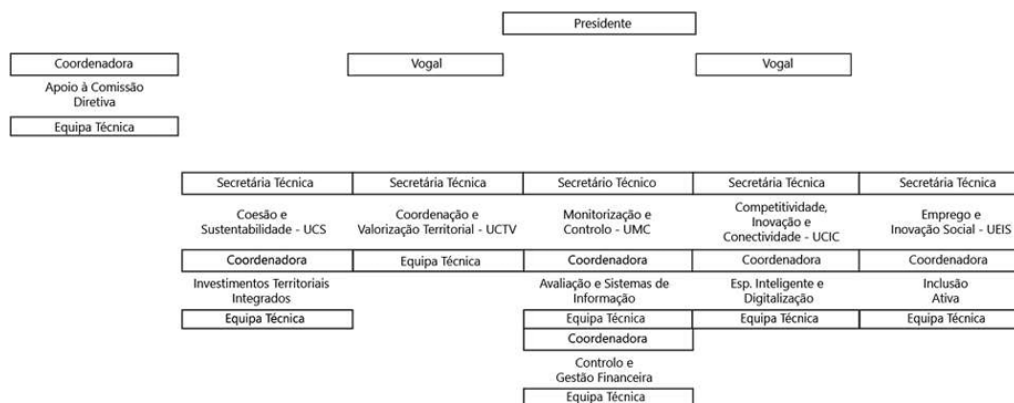 Presidente
Coordenadora
Vogal
Vogal
Apoio à Comissão
Diretiva
Equipa Técnica
Secretária Técnica
Secretária Técnica
Secretário Técnico
Secretária Técnica
Secretária Técnica
Coesão e
Sustentabilidade - UCS
Coordenação e
Valorização Territorial - UCTV
Monitorização e
Controlo - UMC
Competitividade,
Inovação e
Conectividade - UCIC
Emprego e
Inovação Social - UEIS
Coordenadora
Equipa Técnica
Coordenadora
Coordenadora
Coordenadora
Investimentos Territoriais
Integrados
Avaliação e Sistemas de
Informação
Esp. Inteligente e
Digitalização
Inclusão
Ativa
Equipa Técnica
Equipa Técnica
Equipa Técnica
Equipa Técnica
Coordenadora
Controlo e
Gestão Financeira
Equipa Técnica